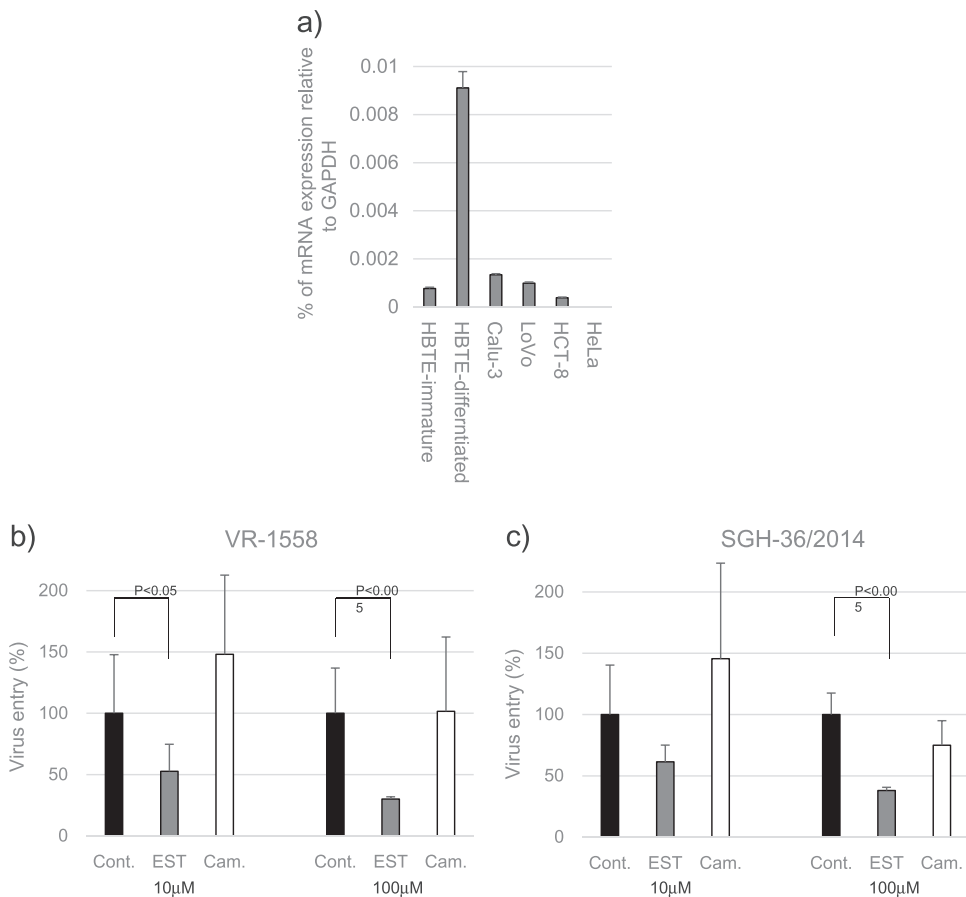 a)
% of mRNA expression relative
to GAPDH
0.01
0.008
0.006
0.004
0.002
0
HBTE-immature
HBTE-differntiated
Calu-3
LoVo
HCT-8
HeLa
b)
VR-1558
Virus entry (%)
200
150
100
50
0
P<0.05
P<0.00
5
Cont.
EST
Cam.
Cont.
EST
Cam.
10μM
100μM
c)
SGH-36/2014
Virus entry (%)
200
150
100
50
0
P<0.00
5
Cont.
EST
Cam.
Cont.
EST
Cam.
10μM
100μM